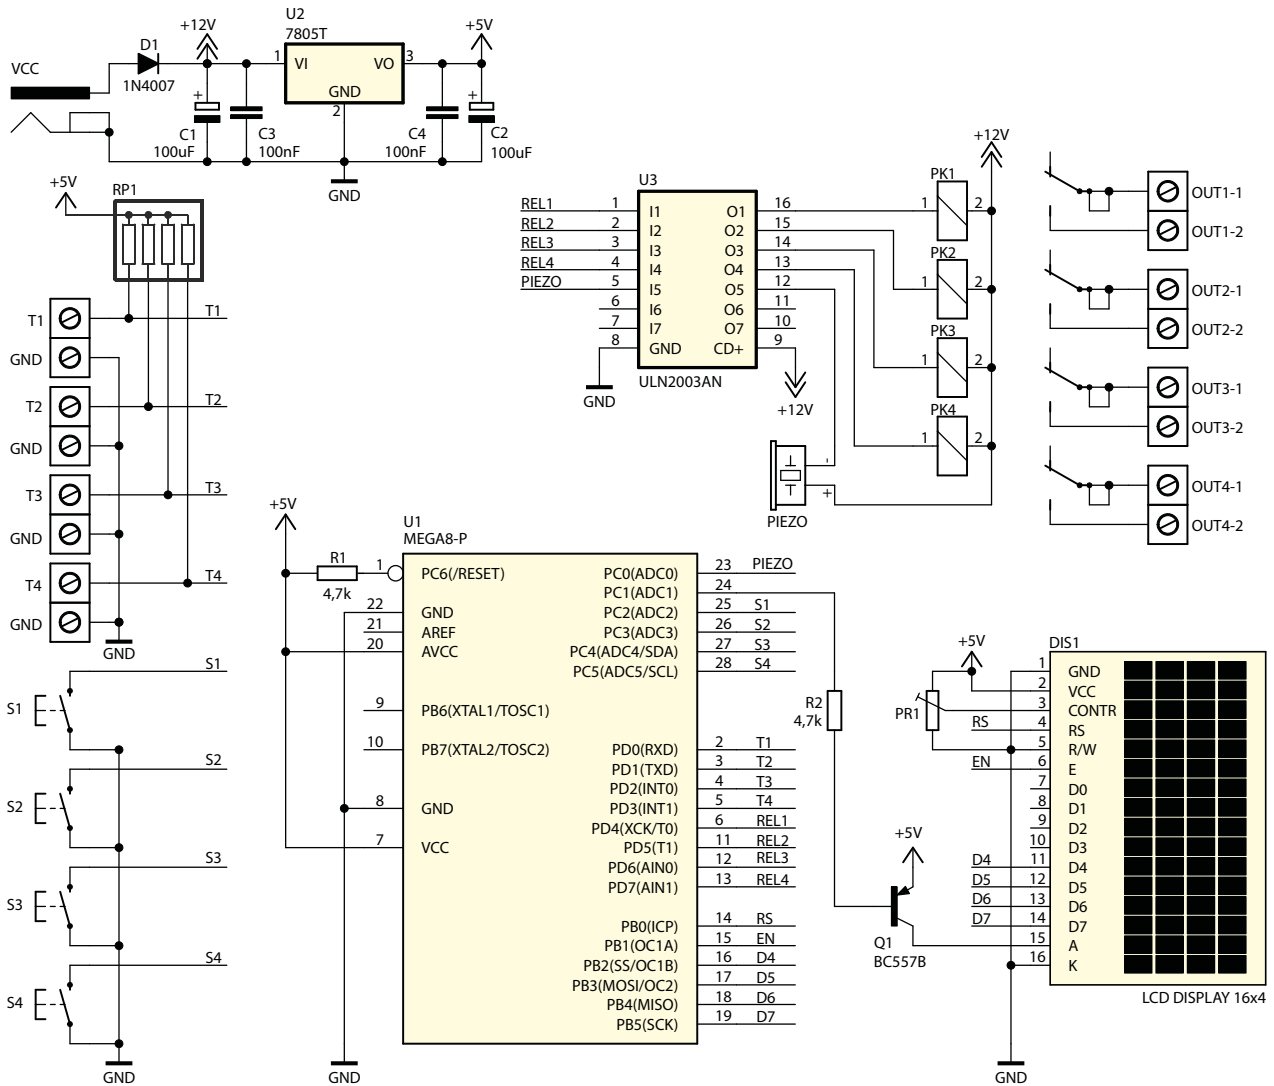 VCC
D1
1N4007
+12V
+
C1
100uF
C3
100nF
U2
7805T
1
VI
VO
3
GND
2
GND
C4
100nF
+5V
+
C2
100uF
+5V
RP1
T1
T1
GND
T2
T2
GND
T3
T3
GND
T4
T4
GND
GND
S1
S1
S2
S2
S3
S3
S4
S4
GND
U3
REL1 1 I1 O1 16
REL2 2 I2 O2 15
REL3 3 I3 O3 14
REL4 4 I4 O4 13
PIEZO 5 I5 O5 12
6 I6 O6 11
7 I7 O7 10
8 GND CD+ 9
ULN2003AN
GND
+12V
+12V
PK1
1 2
PK2
1 2
PK3
1 2
PK4
1 2
-
+
PIEZO
OUT1-1
OUT1-2
OUT2-1
OUT2-2
OUT3-1
OUT3-2
OUT4-1
OUT4-2
+5V
R1
4,7k
U1
MEGA8-P
1 PC6(/RESET)
22 GND
21 AREF
20 AVCC
9 PB6(XTAL1/TOSC1)
10 PB7(XTAL2/TOSC2)
8 GND
7 VCC
GND
PC0(ADC0) 23 PIEZO
PC1(ADC1) 24
PC2(ADC2) 25 S1
PC3(ADC3) 26 S2
PC4(ADC4/SDA) 27 S3
PC5(ADC5/SCL) 28 S4
PD0(RXD) 2 T1
PD1(TXD) 3 T2
PD2(INT0) 4 T3
PD3(INT1) 5 T4
PD4(XCK/T0) 6 REL1
PD5(T1) 11 REL2
PD6(AIN0) 12 REL3
PD7(AIN1) 13 REL4
PB0(ICP) 14 RS
PB1(OC1A) 15 EN
PB2(SS/OC1B) 16 D4
PB3(MOSI/OC2) 17 D5
PB4(MISO) 18 D6
PB5(SCK) 19 D7
R2
4,7k
+5V
Q1
BC557B
+5V
PR1
DIS1
1 GND
2 VCC
3 CONTR
RS 4 RS
5 R/W
EN 6 E
7 D0
8 D1
9 D2
10 D3
D4 11 D4
D5 12 D5
D6 13 D6
D7 14 D7
15 A
16 K
LCD DISPLAY 16x4
GND